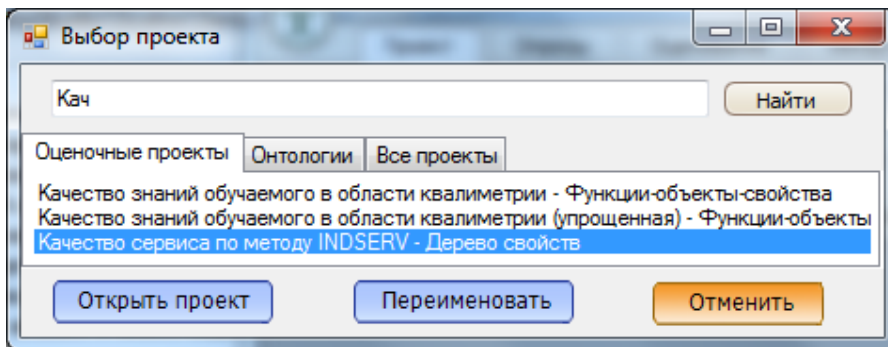 Выбор проекта
Кач
Найти
Оценочные проекты Онтологии Все проекты
Качество знаний обучаемого в области квалиметрии - Функции-объекты-свойства
Качество знаний обучаемого в области квалиметрии (упрощенная) - Функции-объекты
Качество сервиса по методу INDSERV - Дерево свойств
Открыть проект Переименовать Отменить